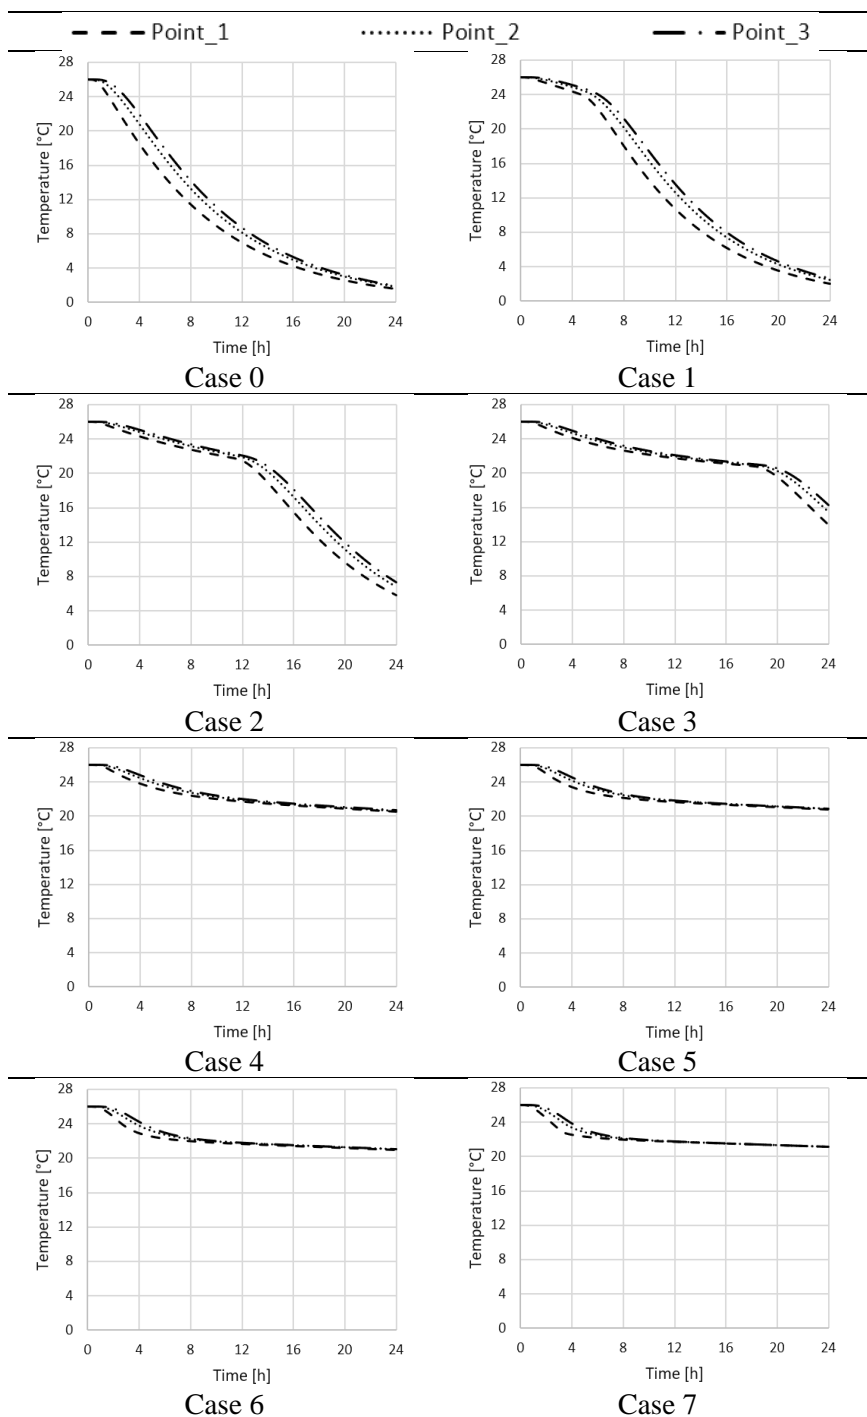 Point_1 Point_2 Point_3
Temperature [°C]
28
24
20
16
12
8
4
0
0 4 8 12 16 20 24
Time [h]
Case 0
Temperature [°C]
28
24
20
16
12
8
4
0
0 4 8 12 16 20 24
Time [h]
Case 1
Temperature [°C]
28
24
20
16
12
8
4
0
0 4 8 12 16 20 24
Time [h]
Case 2
Temperature [°C]
28
24
20
16
12
8
4
0
0 4 8 12 16 20 24
Time [h]
Case 3
Temperature [°C]
28
24
20
16
12
8
4
0
0 4 8 12 16 20 24
Time [h]
Case 4
Temperature [°C]
28
24
20
16
12
8
4
0
0 4 8 12 16 20 24
Time [h]
Case 5
Temperature [°C]
28
24
20
16
12
8
4
0
0 4 8 12 16 20 24
Time [h]
Case 6
Temperature [°C]
28
24
20
16
12
8
4
0
0 4 8 12 16 20 24
Time [h]
Case 7